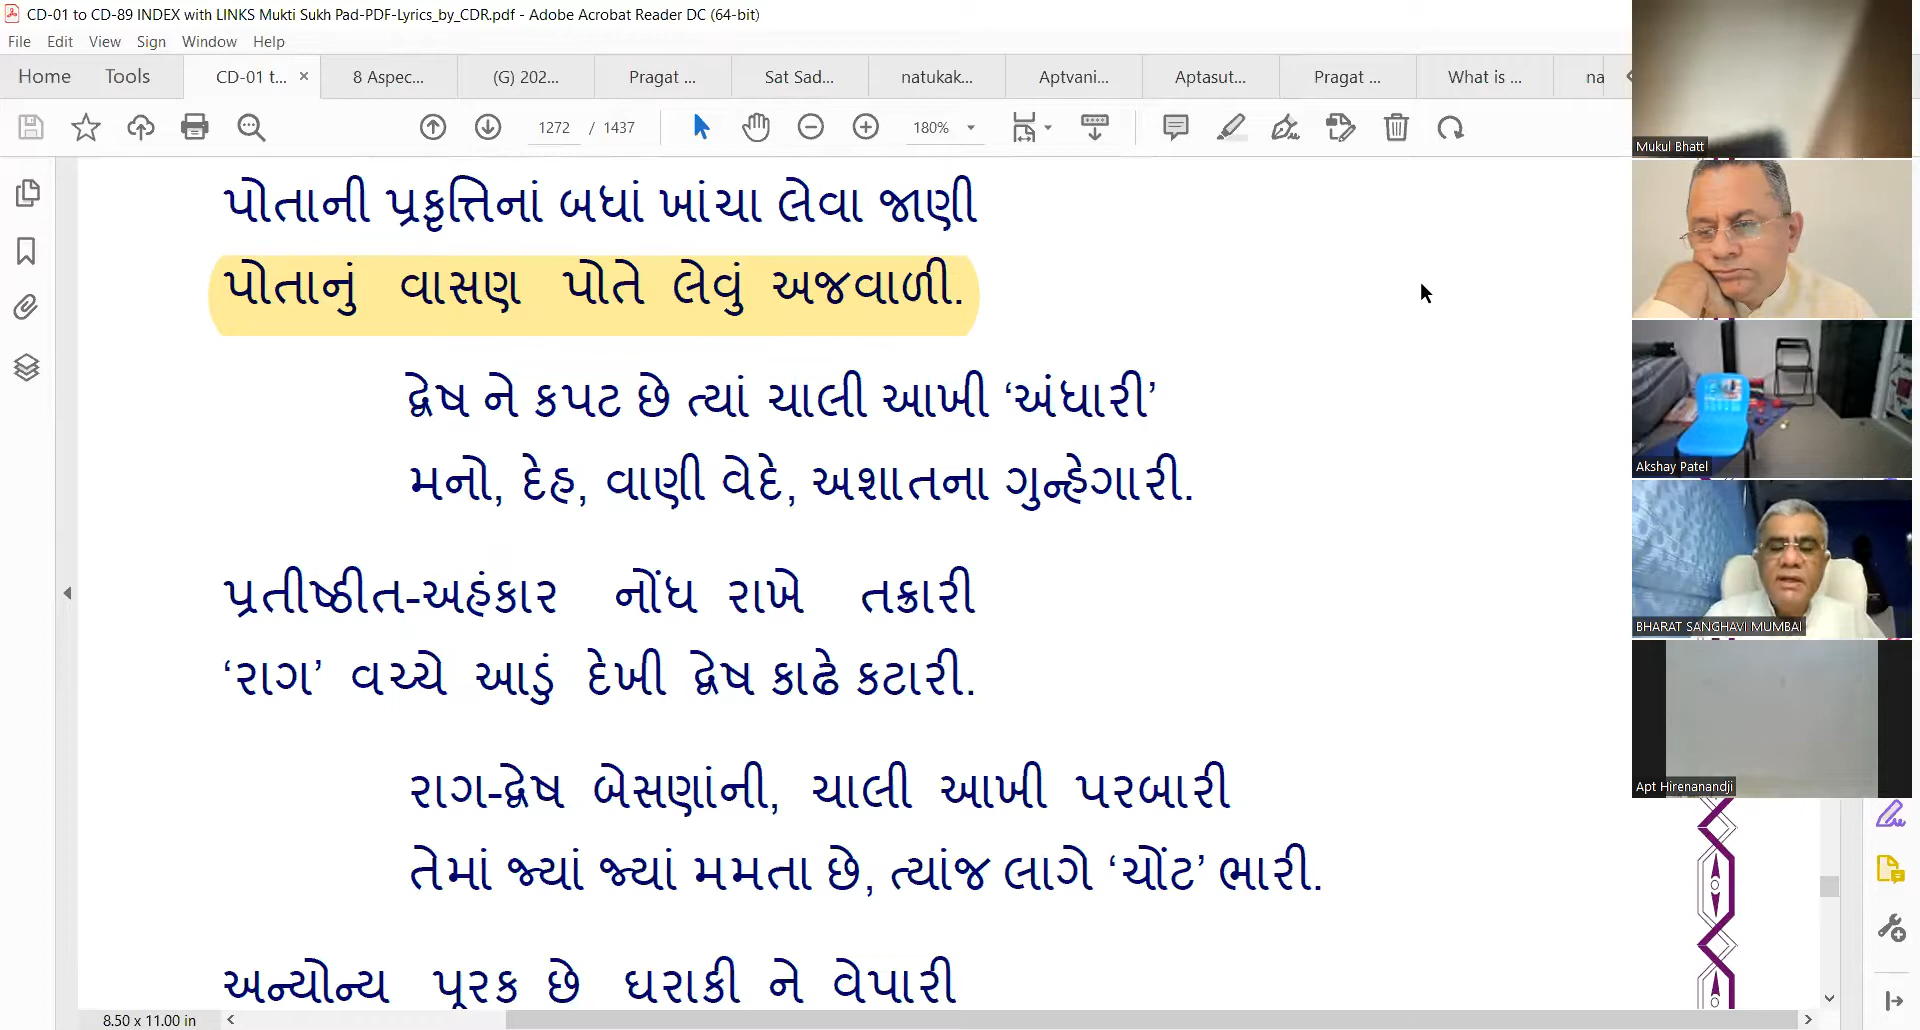 CD-01 to CD-89 INDEX with LINKS Mukti Sukh Pad-PDF-Lyrics_by_CDR.pdf - Adobe Acrobat Reader DC (64-bit)
File Edit View Sign Window Help
Home Tools CD-01 t... × 8 Aspec... (G) 202... Pragat ... Sat Sad... natukak... Aptvani... Aptasut... Pragat ... What is ... na
1272 / 1437 180%
પોતાની પ્રકૃત્તિનાં બધાં ખાંચા લેવા જાણી
પોતાનું વાસણ પોતે લેવું અજવાળી.
દ્વેષ ને કપટ છે ત્યાં ચાલી આખી ‘અંધારી’
મનો, દેહ, વાણી વેદે, અશાતના ગુન્હેગારી.
પ્રતીષ્ઠીત-અહંકાર નોંધ રાખે તક્રારી
‘રાગ’ વચ્ચે આડું દેખી દ્વેષ કાઢે કટારી.
રાગ-દ્વેષ બેસણાંની, ચાલી આખી પરબારી
તેમાં જ્યાં જ્યાં મમતા છે, ત્યાંજ લાગે ‘ચોંટ’ ભારી.
અન્યોન્ય પૂરક છે ઘરાકી ને વેપારી
8.50 x 11.00 in
Mukul Bhatt
Akshay Patel
BHARAT SANGHAVI MUMBAI
Apt Hirenanandji